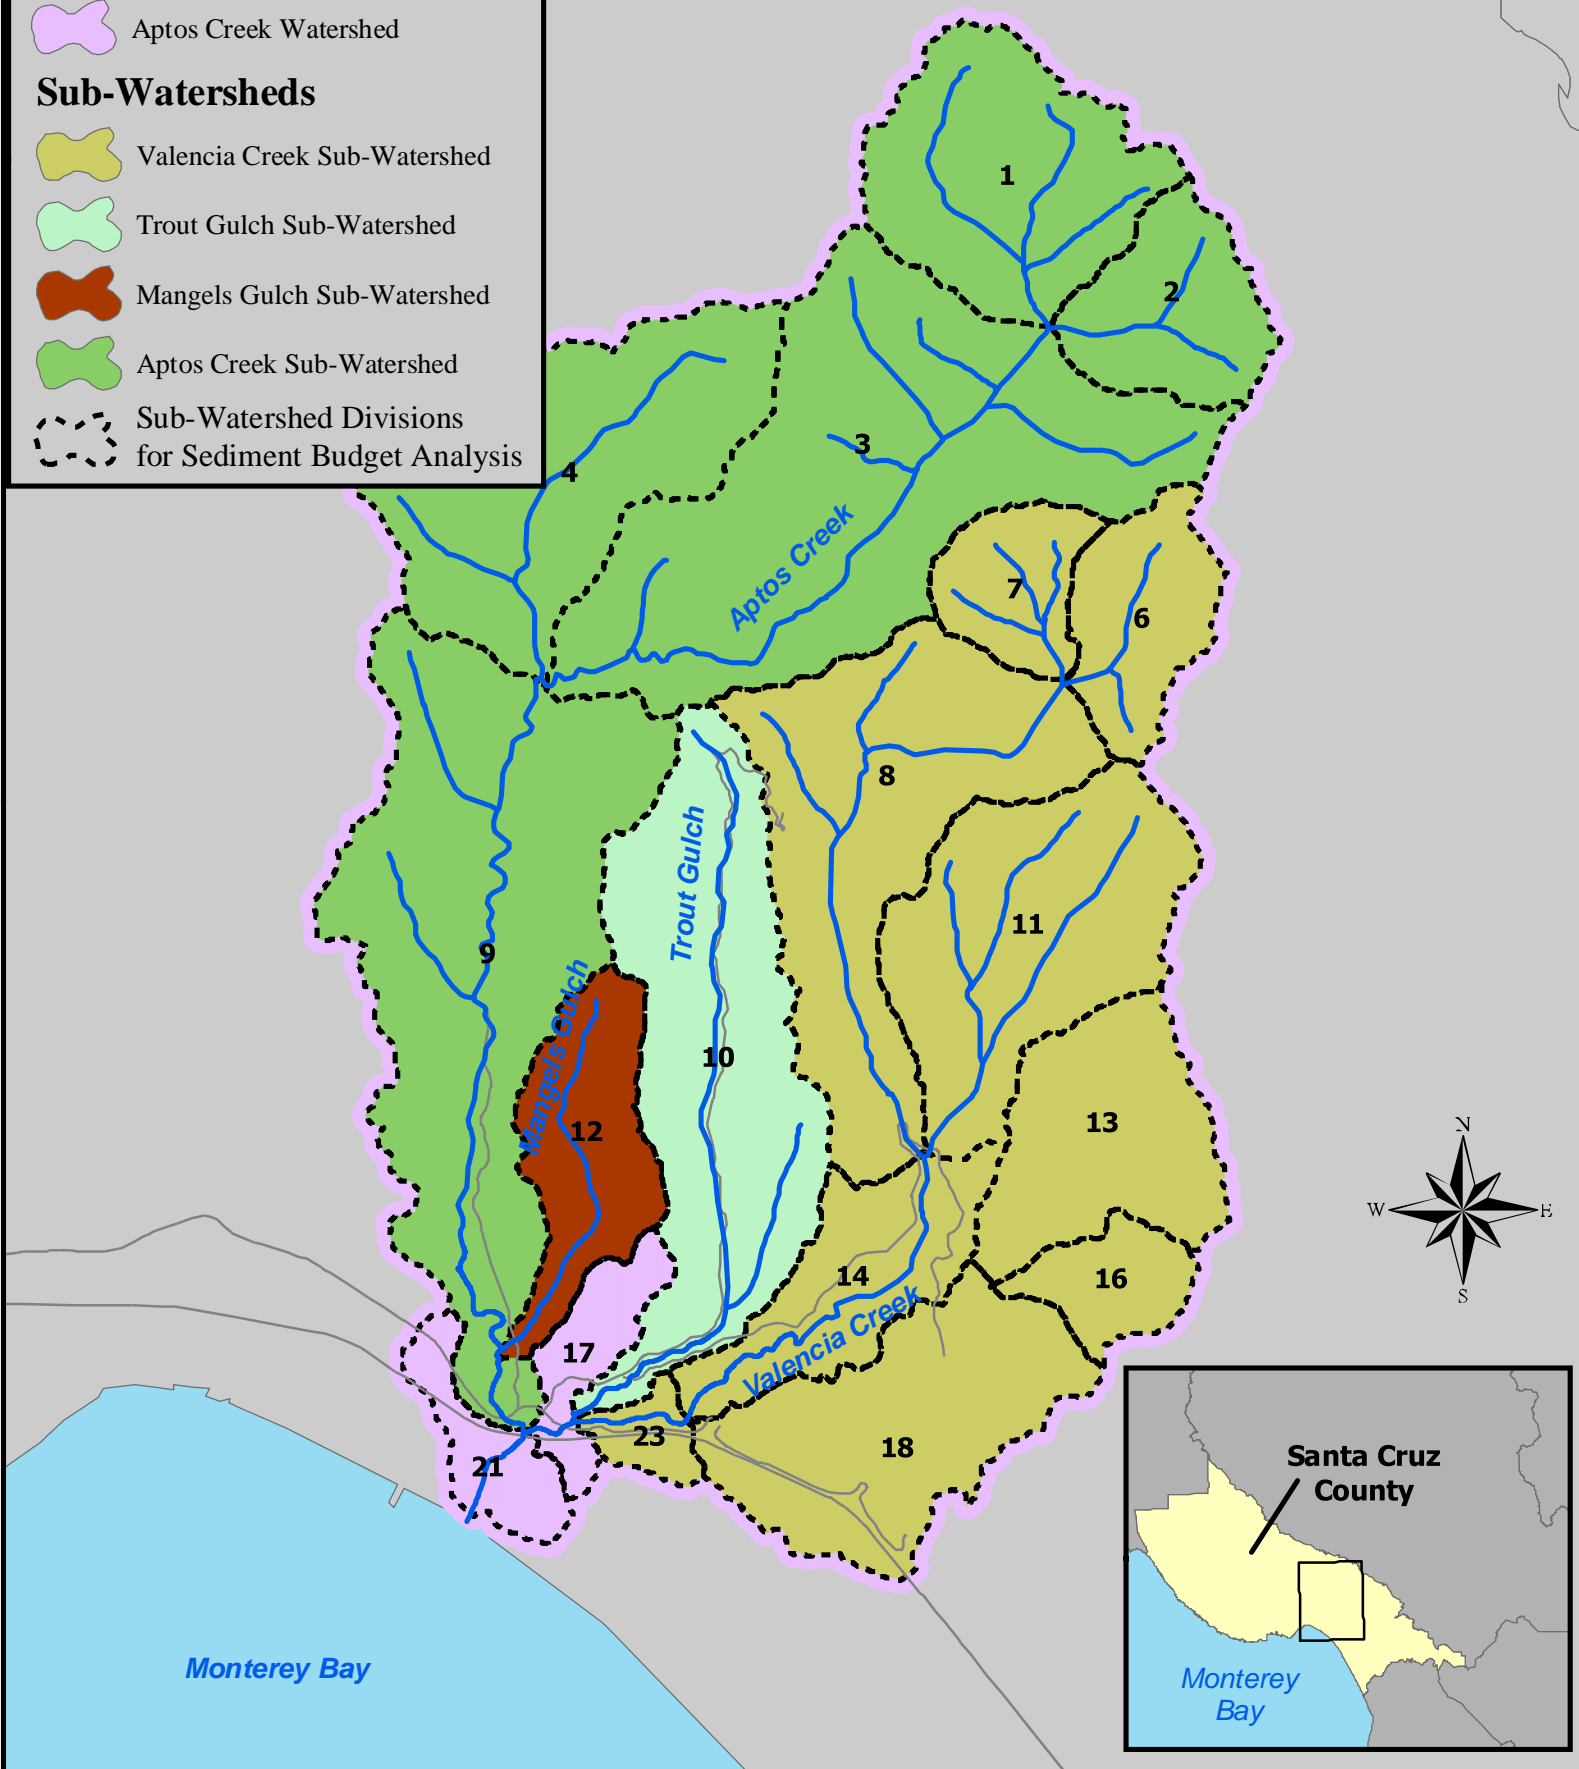 Aptos Creek Watershed
Sub-Watersheds
Valencia Creek Sub-Watershed
Trout Gulch Sub-Watershed
Mangels Gulch Sub-Watershed
Aptos Creek Sub-Watershed
Sub-Watershed Divisions
for Sediment Budget Analysis
1
2
3
4
Aptos Creek
7
6
8
Trout Gulch
11
9
Mangels Gulch
10
12
13
N
W
E
S
14
16
Valencia Creek
17
23
18
21
Santa Cruz
County
Monterey Bay
Monterey
Bay